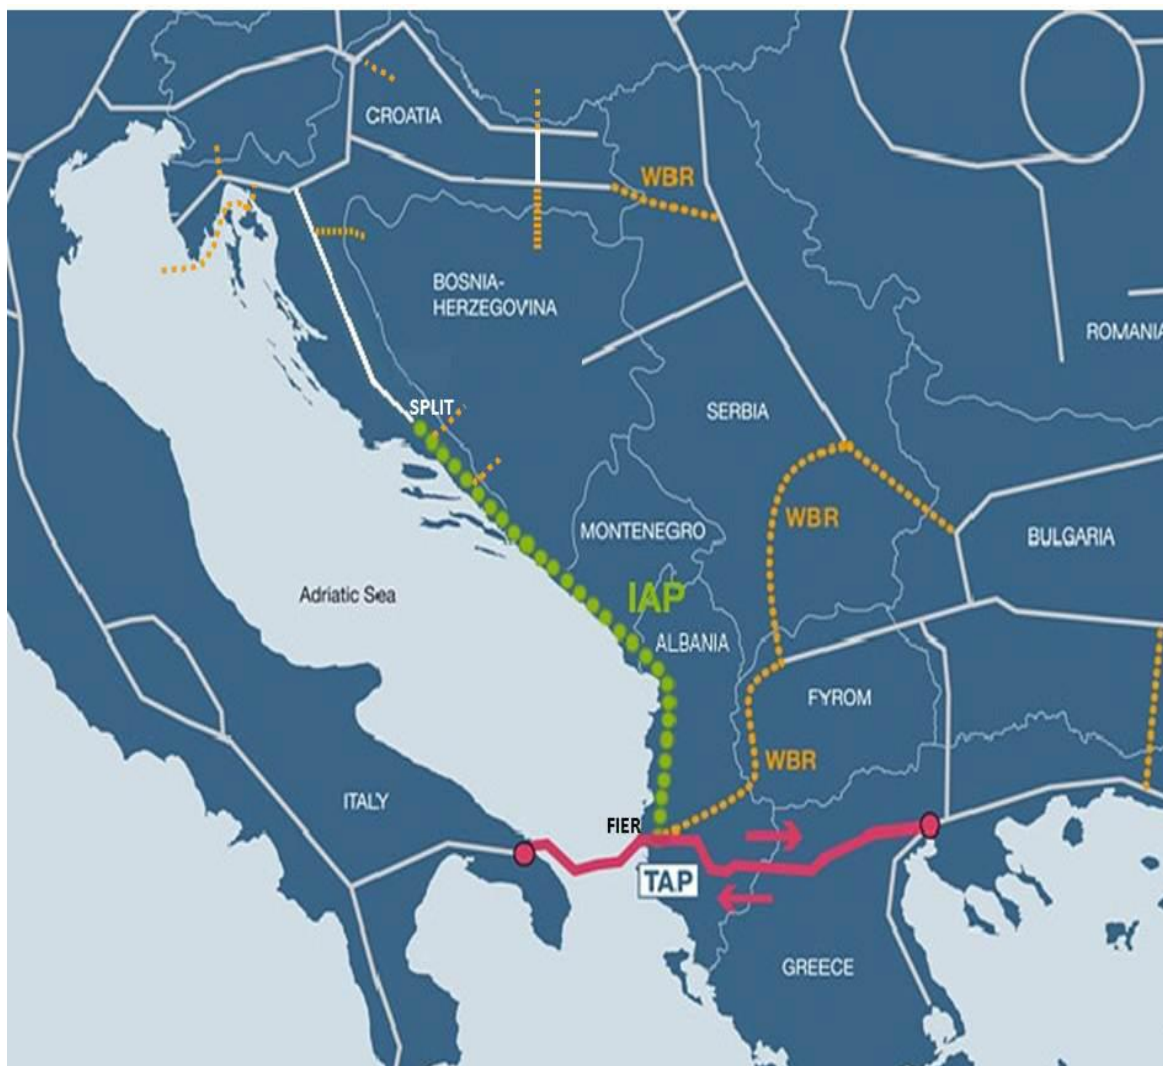 CROATIA
WBR
BOSNIA-
HERZEGOVINA
ROMANIA
SPLIT
SERBIA
WBR
MONTENEGRO
BULGARIA
Adriatic Sea
IAP
ALBANIA
FYROM
WBR
ITALY
FIER
TAP
GREECE